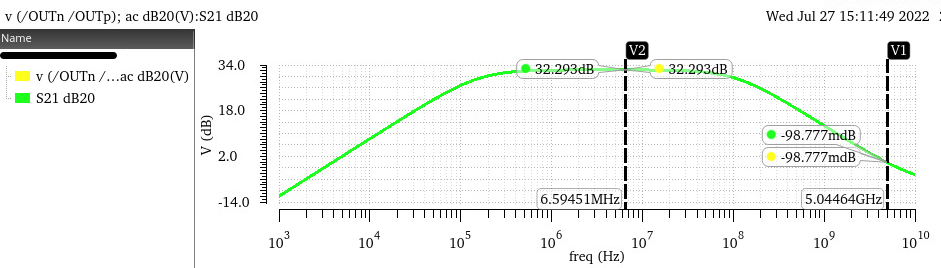 v (/OUTn /OUTp); ac dB20(V):S21 dB20 Wed Jul 27 15:11:49 2022
Name
v (/OUTn /...ac dB20(V)
S21 dB20
V2 V1
34.0 32.293dB 32.293dB
18.0
V (dB)
-98.777mdB
2.0 -98.777mdB
-14.0 6.59451MHz 5.04464GHz
10^3 10^4 10^5 10^6 10^7 10^8 10^9 10^10
freq (Hz)